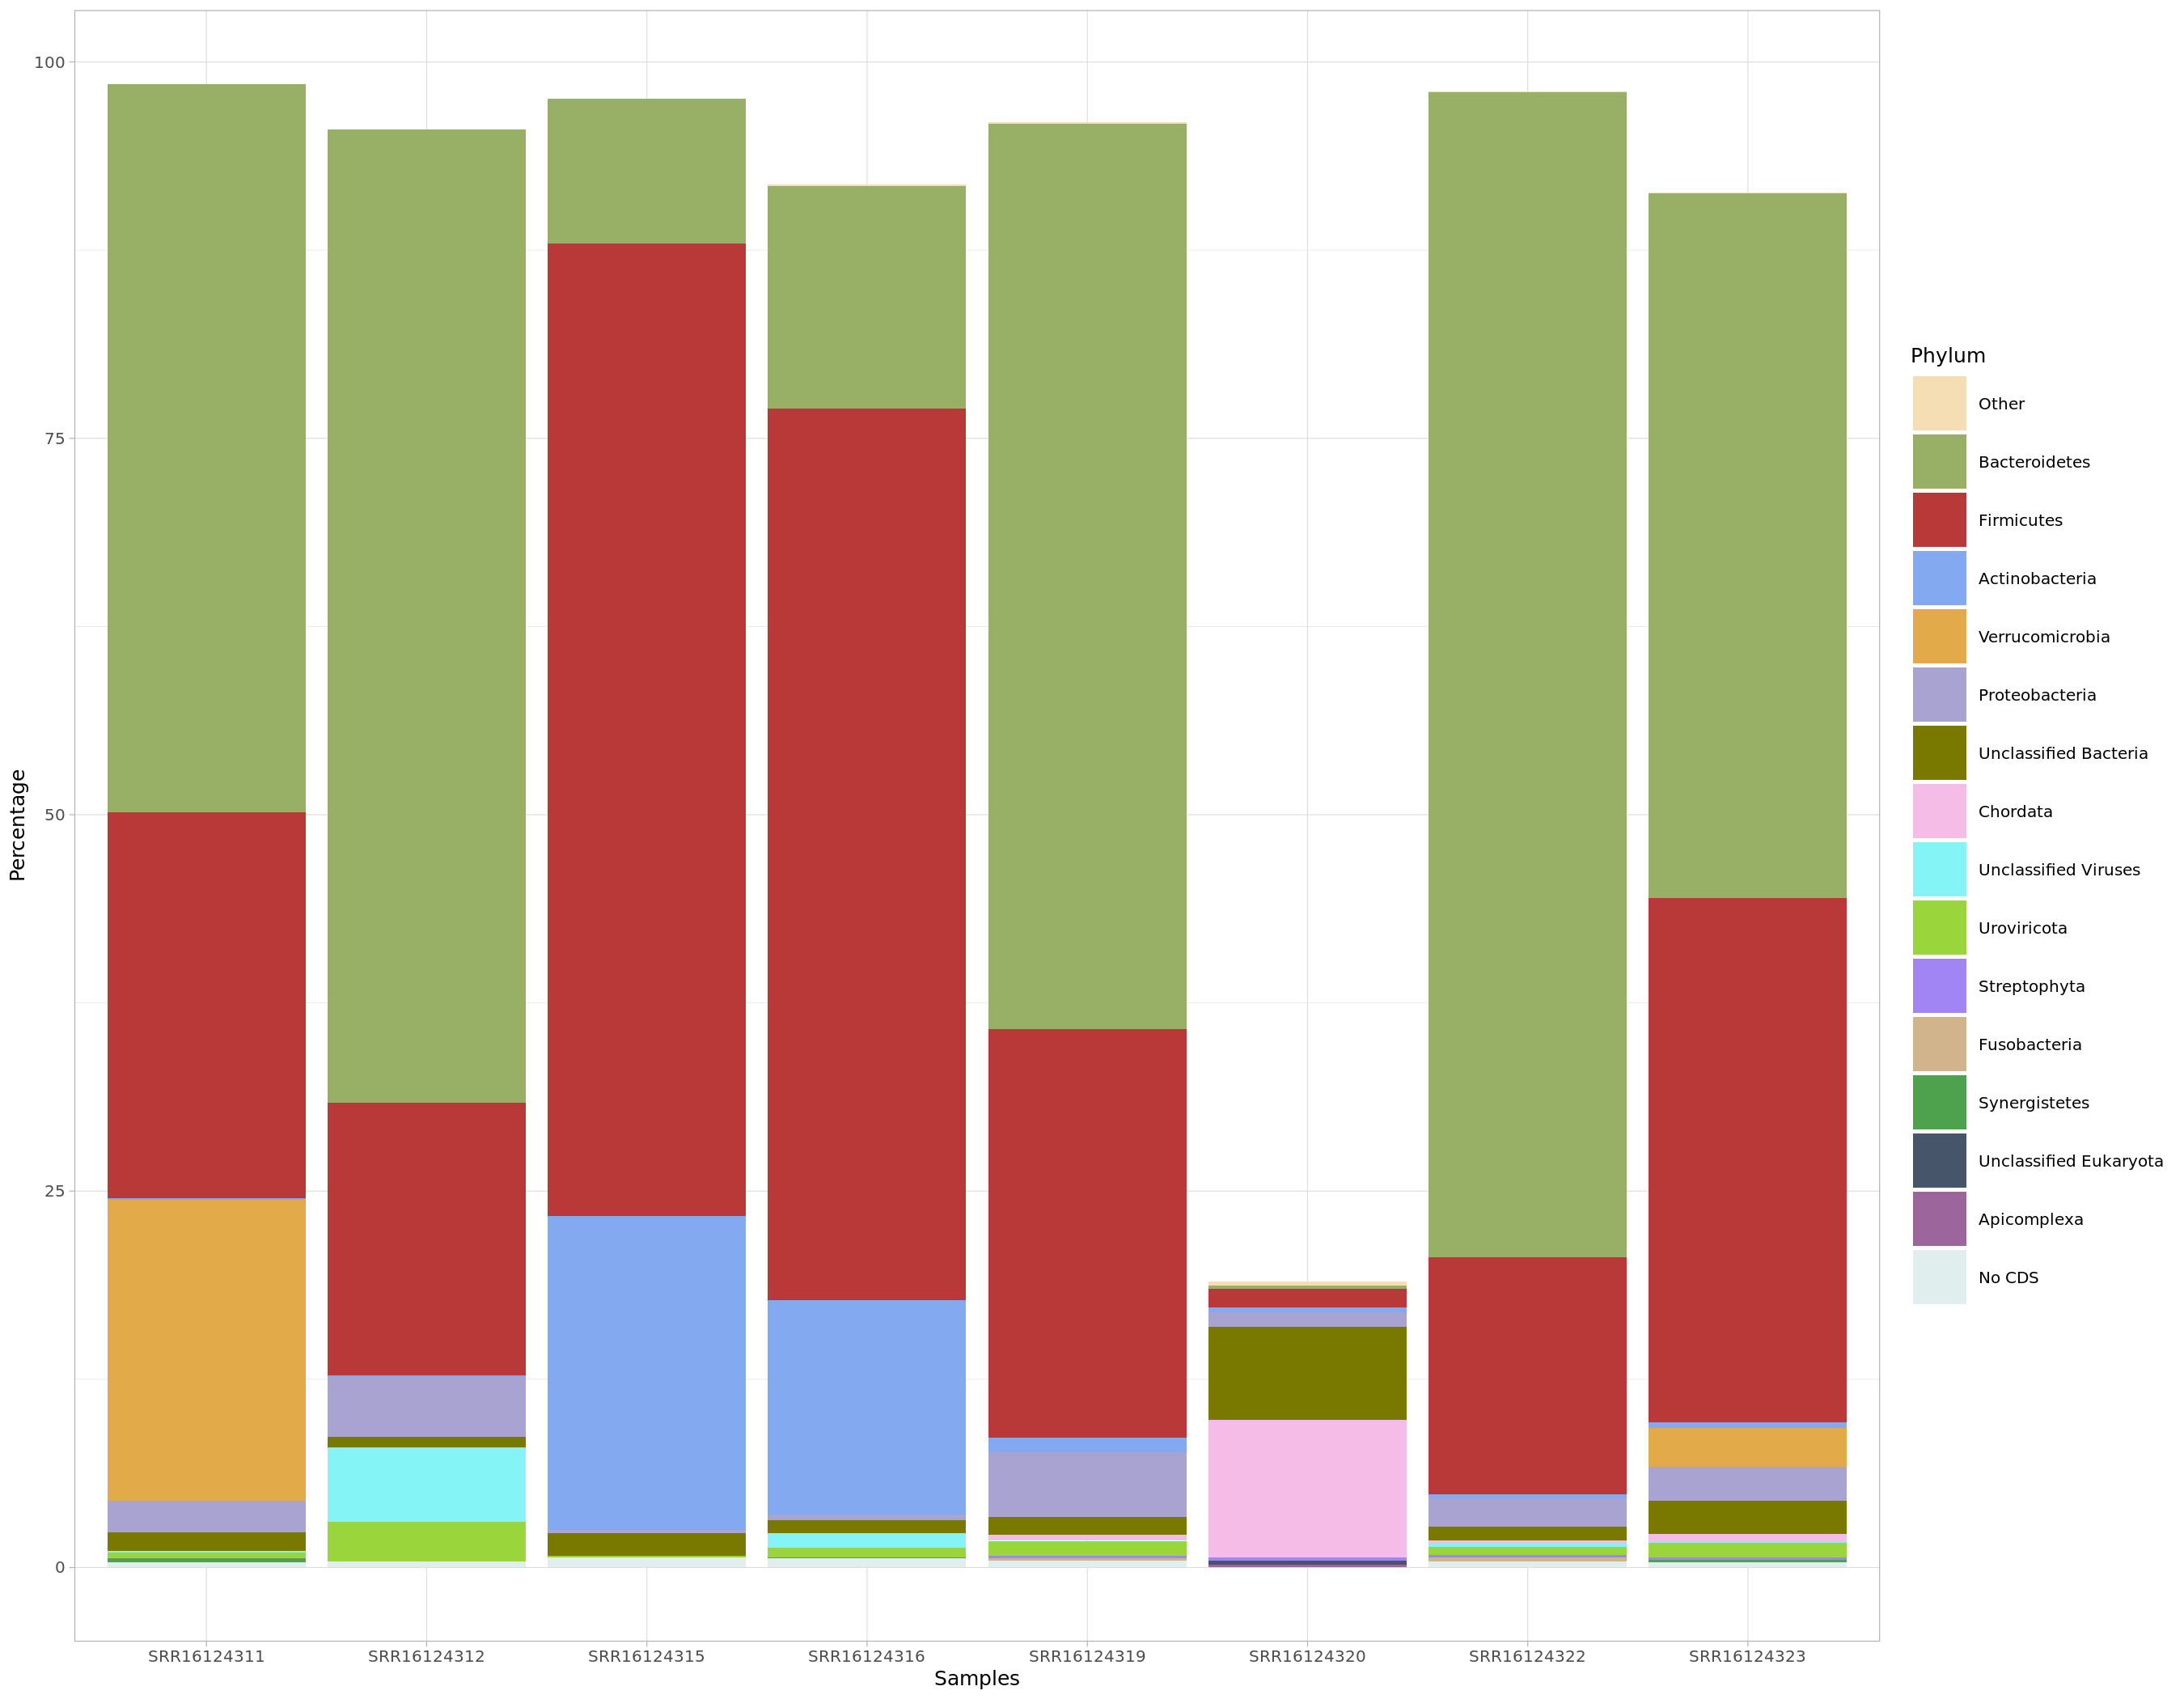 100
75
50
25
0
Percentage
SRR16124311 SRR16124312 SRR16124315 SRR16124316 SRR16124319 SRR16124320 SRR16124322 SRR16124323
Samples
Phylum
Other
Bacteroidetes
Firmicutes
Actinobacteria
Verrucomicrobia
Proteobacteria
Unclassified Bacteria
Chordata
Unclassified Viruses
Uroviricota
Streptophyta
Fusobacteria
Synergistetes
Unclassified Eukaryota
Apicomplexa
No CDS